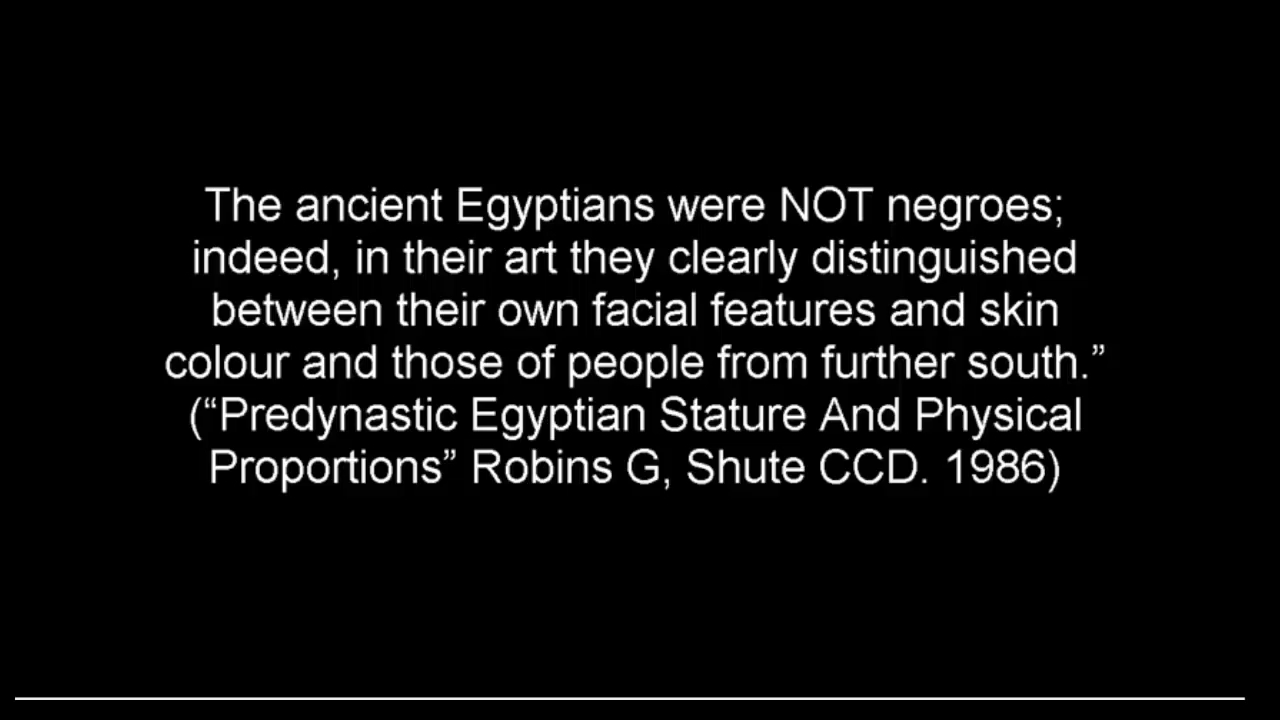 The ancient Egyptians were NOT negroes;
indeed, in their art they clearly distinguished
between their own facial features and skin
colour and those of people from further south.”
(“Predynastic Egyptian Stature And Physical
Proportions” Robins G, Shute CCD. 1986)